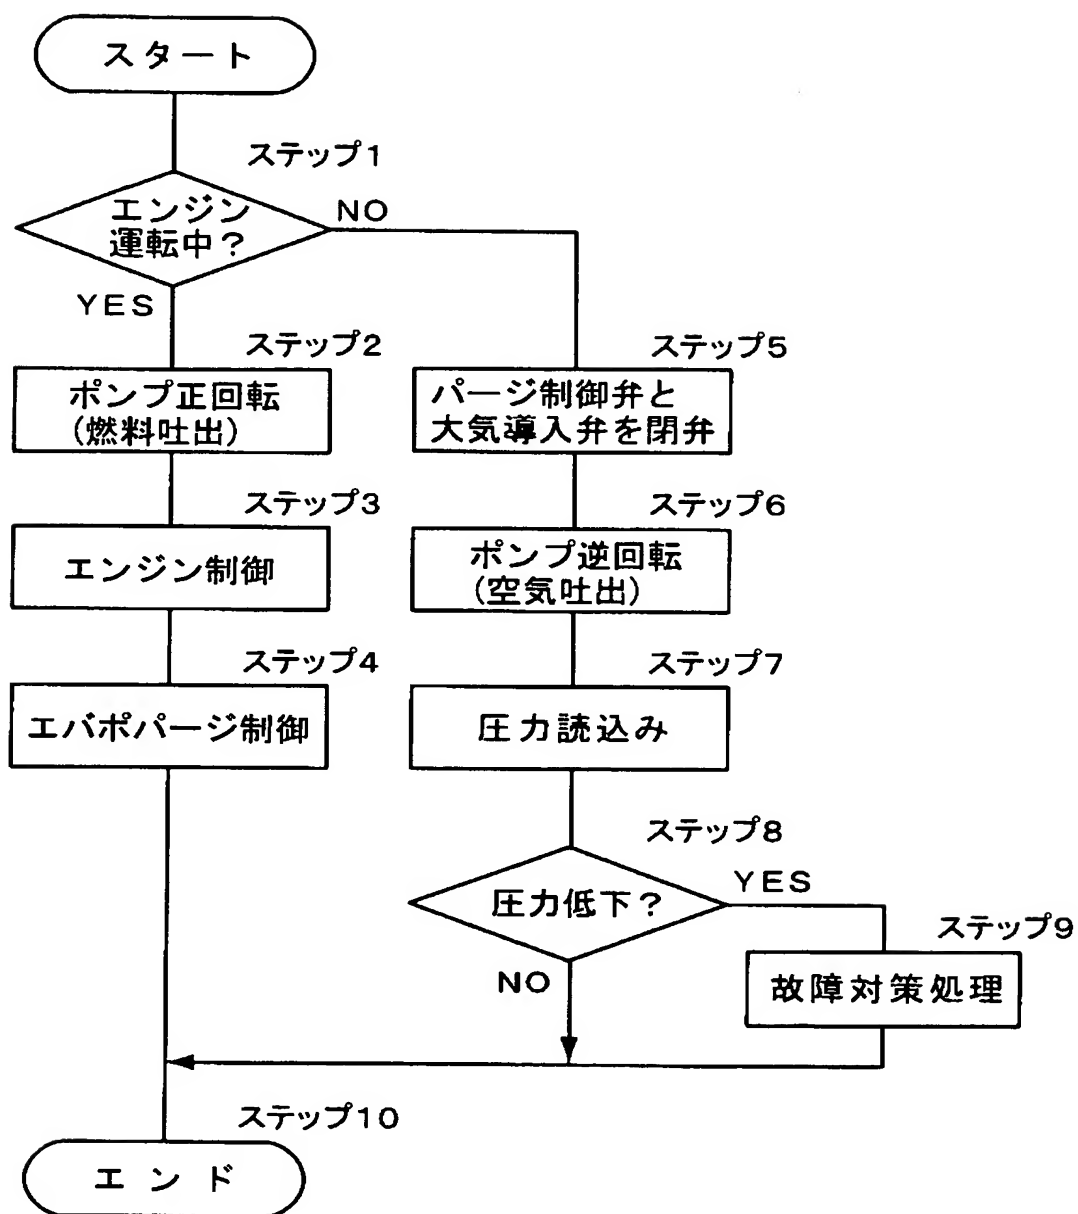 スタート
ステップ1
エンジン
運転中?
NO
YES
ステップ2
ポンプ正回転
(燃料吐出)
ステップ3
エンジン制御
ステップ4
エバポパージ制御
ステップ5
パージ制御弁と
大気導入弁を閉弁
ステップ6
ポンプ逆回転
(空気吐出)
ステップ7
圧力読込み
ステップ8
圧力低下?
YES
NO
ステップ9
故障対策処理
ステップ10
エンド